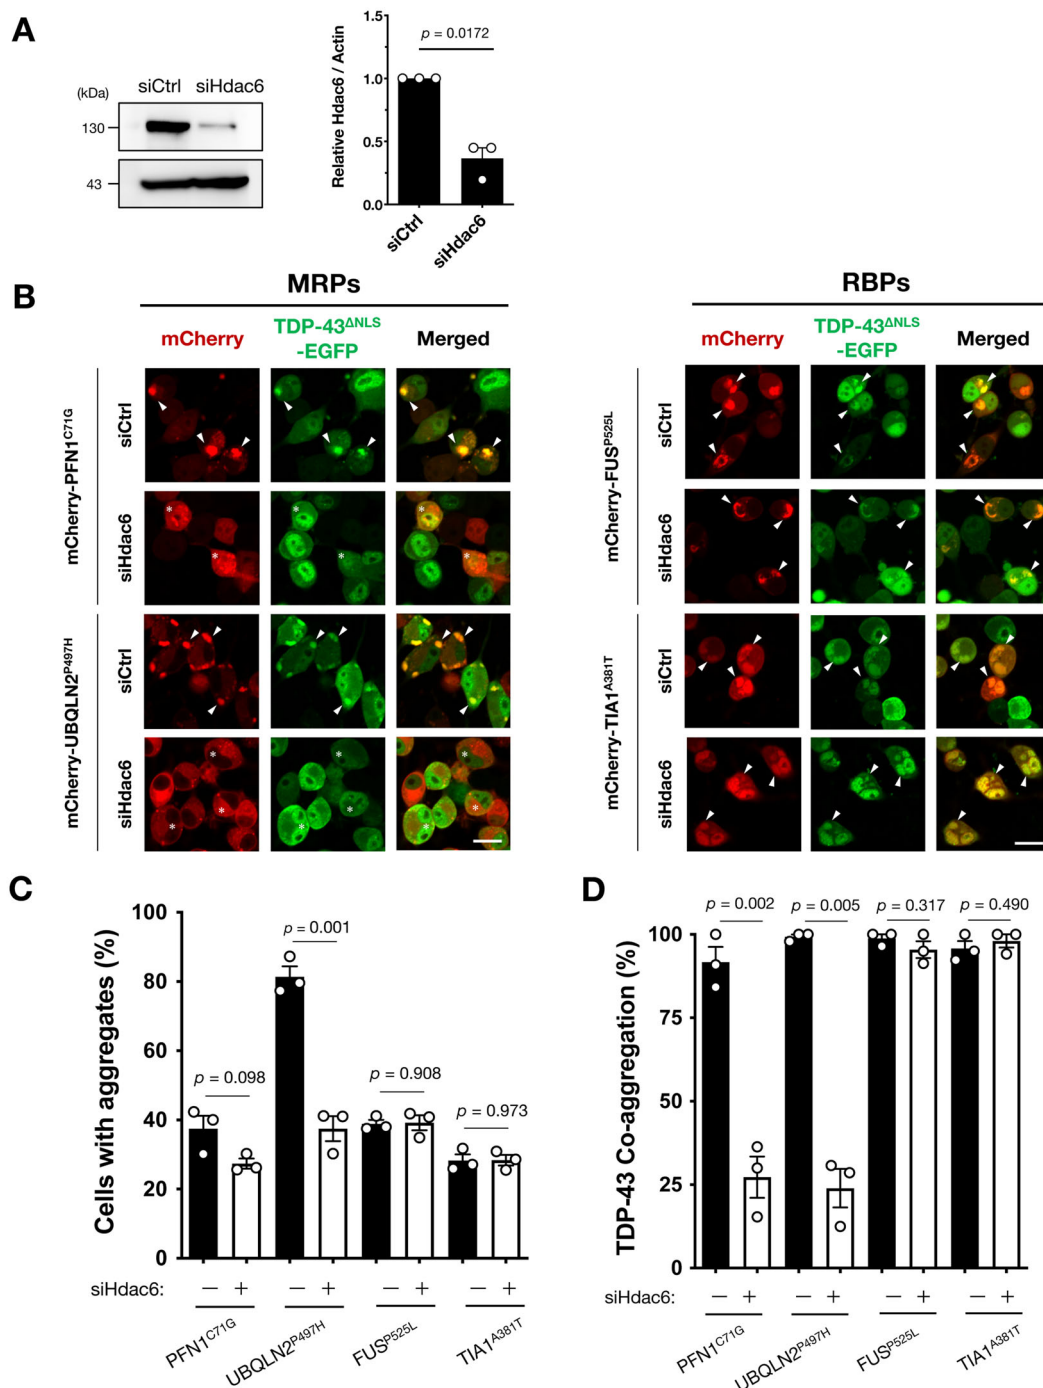 A
siCtrl siHdac6
(kDa)
130
43
Relative Hdac6 / Actin
1.5
1.0
0.5
0.0
p = 0.0172
siCtrl
siHdac6
B
MRPs
mCherry
TDP-43ΔNLS
-EGFP
Merged
mCherry-PFN1C71G
siCtrl
siHdac6
mCherry-UBQLN2P497H
siCtrl
siHdac6
RBPs
mCherry
TDP-43ΔNLS
-EGFP
Merged
mCherry-FUSP525L
siCtrl
siHdac6
mCherry-TIA1A381T
siCtrl
siHdac6
C
Cells with aggregates (%)
100
80
60
40
20
0
p = 0.098
p = 0.001
p = 0.908
p = 0.973
siHdac6: − + − + − + − +
PFN1C71G
UBQLN2P497H
FUSP525L
TIA1A381T
D
TDP-43 Co-aggregation (%)
100
75
50
25
0
p = 0.002
p = 0.005
p = 0.317
p = 0.490
siHdac6: − + − + − + − +
PFN1C71G
UBQLN2P497H
FUSP525L
TIA1A381T